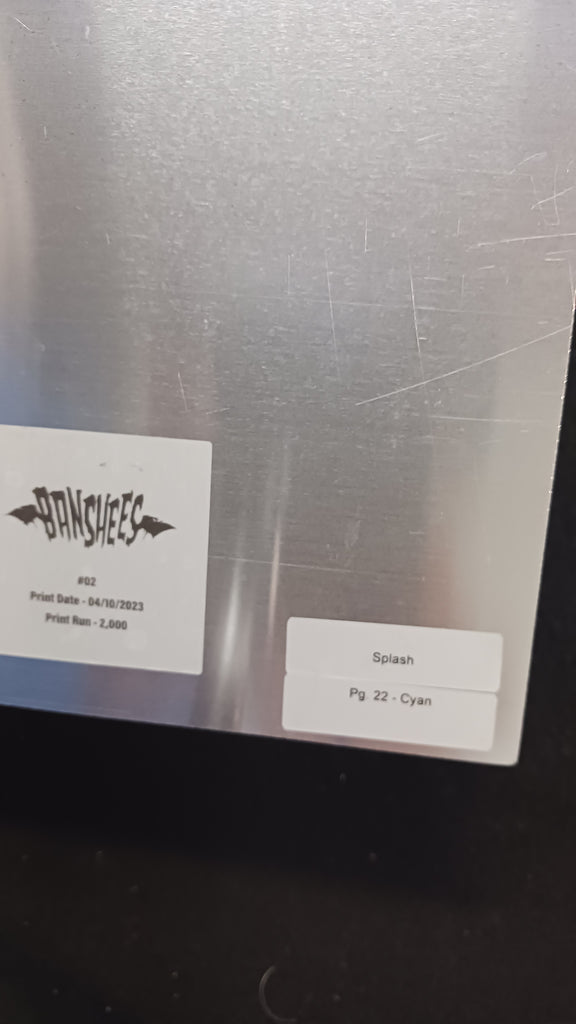 BANSHEES
#02
Print Date - 04/10/2023
Print Run - 2,000
Splash
Pg. 22 - Cyan